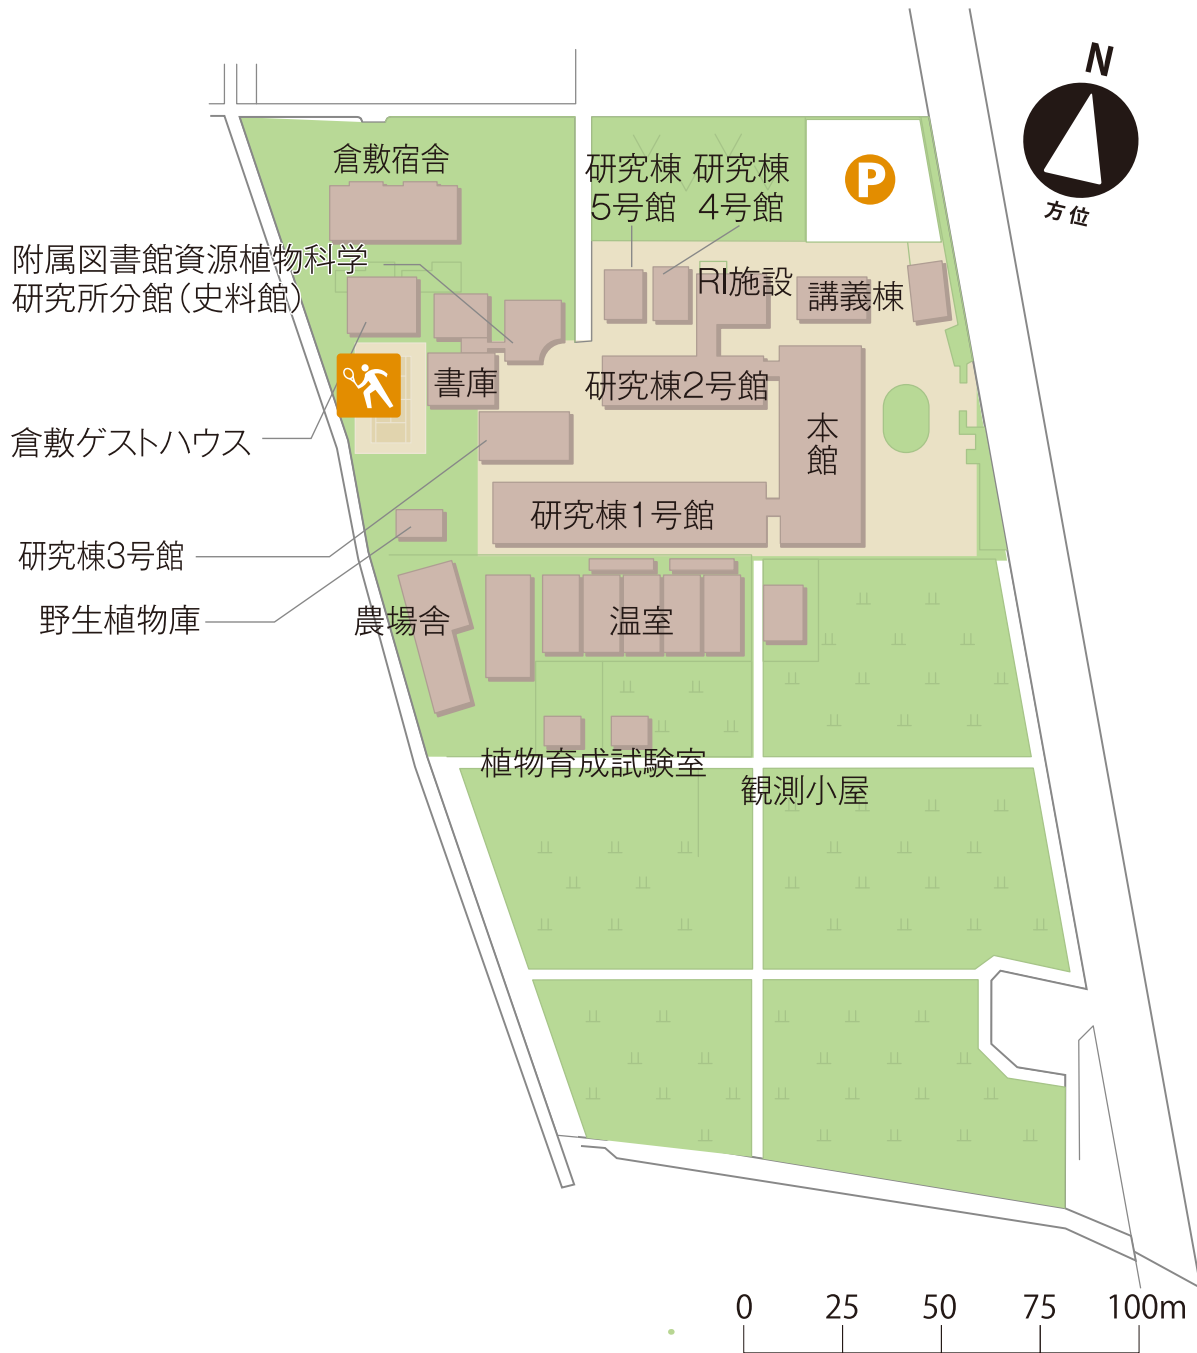 N
方位
倉敷宿舎
研究棟
5号館
研究棟
4号館
P
附属図書館資源植物科学
研究所分館(史料館)
RI施設
講義棟
書庫
研究棟2号館
本館
倉敷ゲストハウス
研究棟1号館
研究棟3号館
野生植物庫
農場舎
温室
植物育成試験室
観測小屋
0 25 50 75 100m